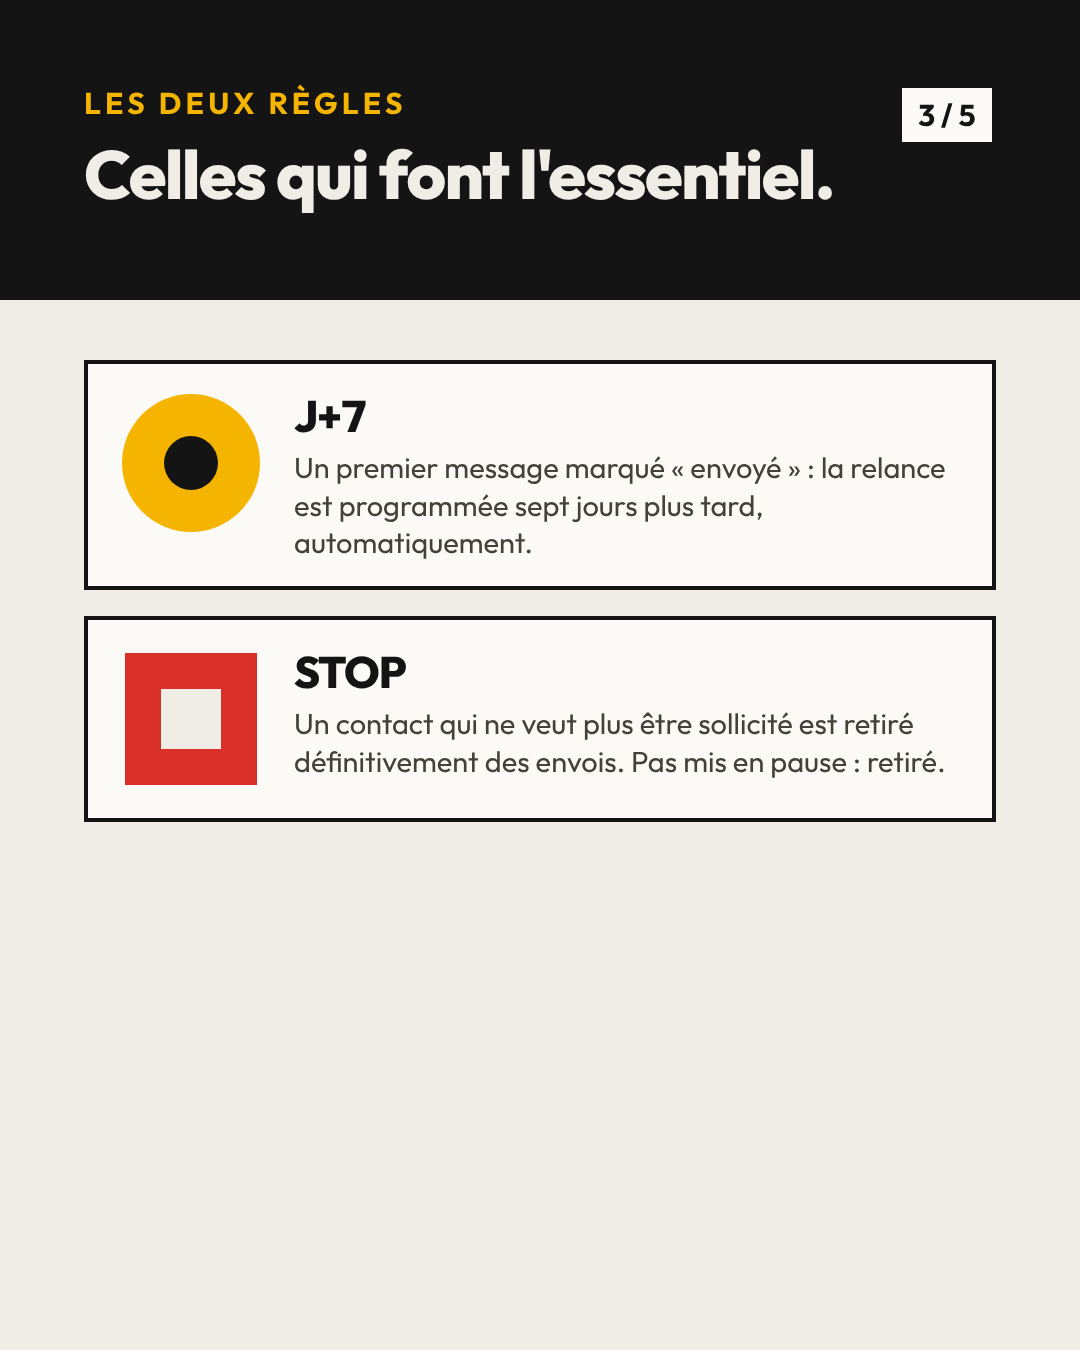 LES DEUX RÈGLES
3 / 5
Celles qui font l'essentiel.
J+7
Un premier message marqué « envoyé » : la relance
est programmée sept jours plus tard,
automatiquement.
STOP
Un contact qui ne veut plus être sollicité est retiré
définitivement des envois. Pas mis en pause : retiré.